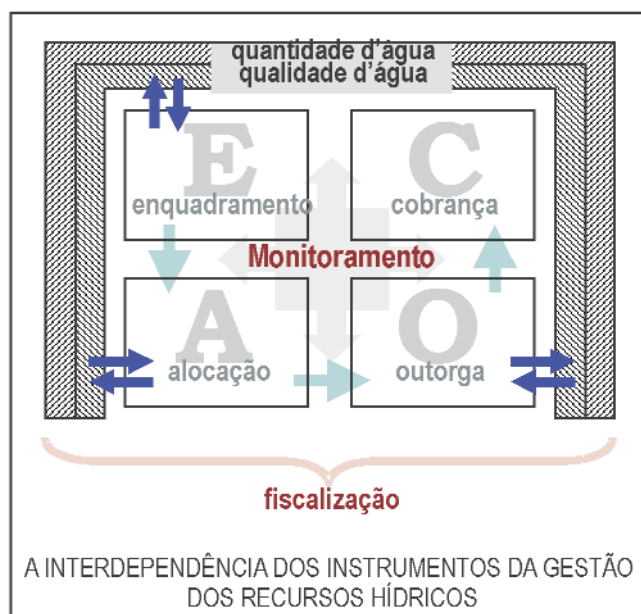 quantidade d'água
qualidade d'água
E
enquadramento
C
cobrança
Monitoramento
A
alocação
O
outorga
fiscalização
A INTERDEPENDÊNCIA DOS INSTRUMENTOS DA GESTÃO
DOS RECURSOS HÍDRICOS